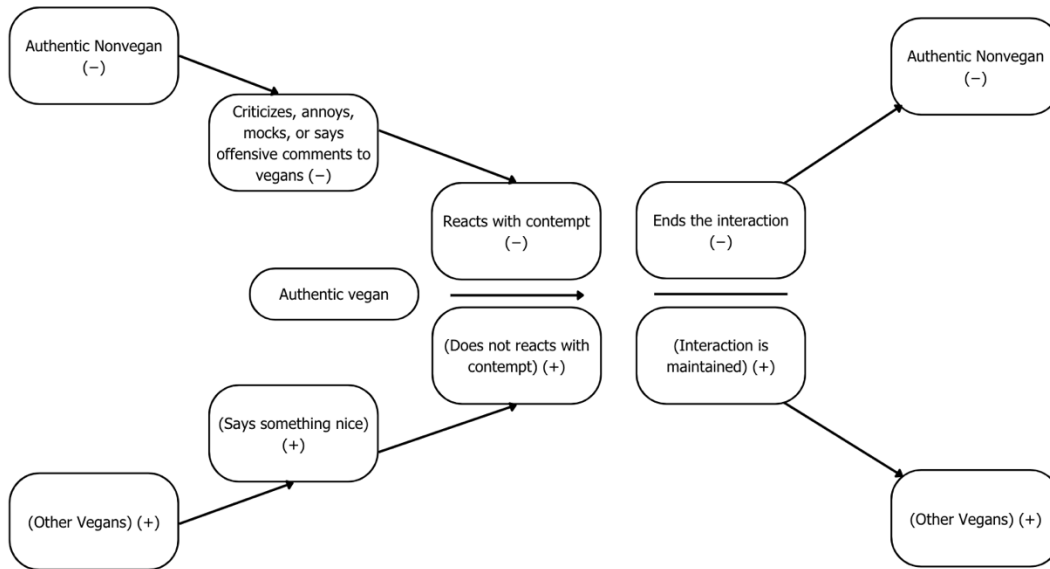 Authentic Nonvegan
(−)
Criticizes, annoys,
mocks, or says
offensive comments to
vegans (−)
Reacts with contempt
(−)
Ends the interaction
(−)
Authentic Nonvegan
(−)
Authentic vegan
(Does not reacts with
contempt) (+)
(Interaction is
maintained) (+)
(Says something nice)
(+)
(Other Vegans) (+)
(Other Vegans) (+)